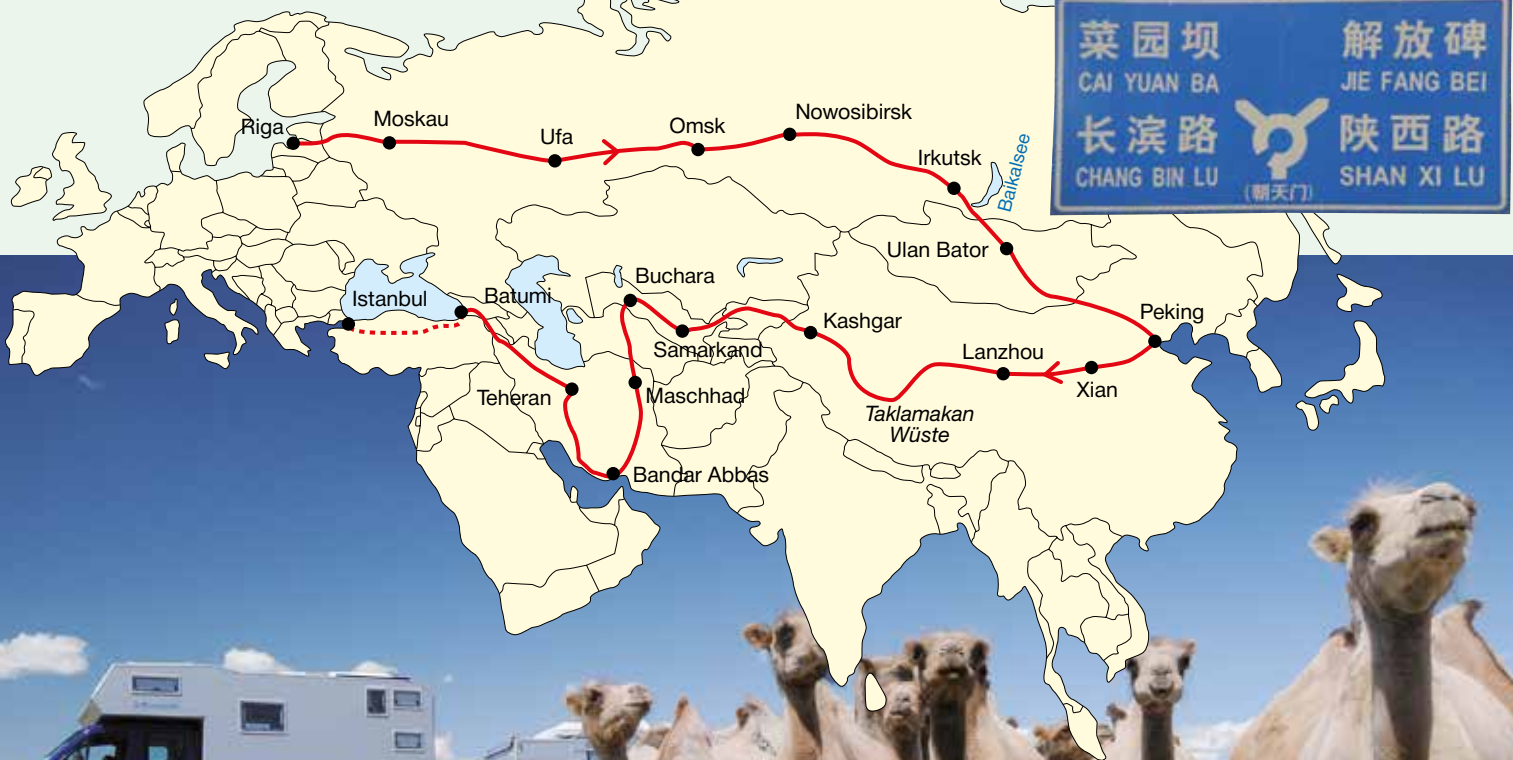 菜园坝 解放碑
CAI YUAN BA JIE FANG BEI
长滨路 陕西路
CHANG BIN LU SHAN XI LU
(朝天门)
Riga
Moskau
Ufa
Omsk
Nowosibirsk
Irkutsk
Baikalsee
Ulan Bator
Peking
Xian
Lanzhou
Taklamakan
Wüste
Kashgar
Samarkand
Buchara
Maschhad
Bandar Abbas
Teheran
Batumi
Istanbul